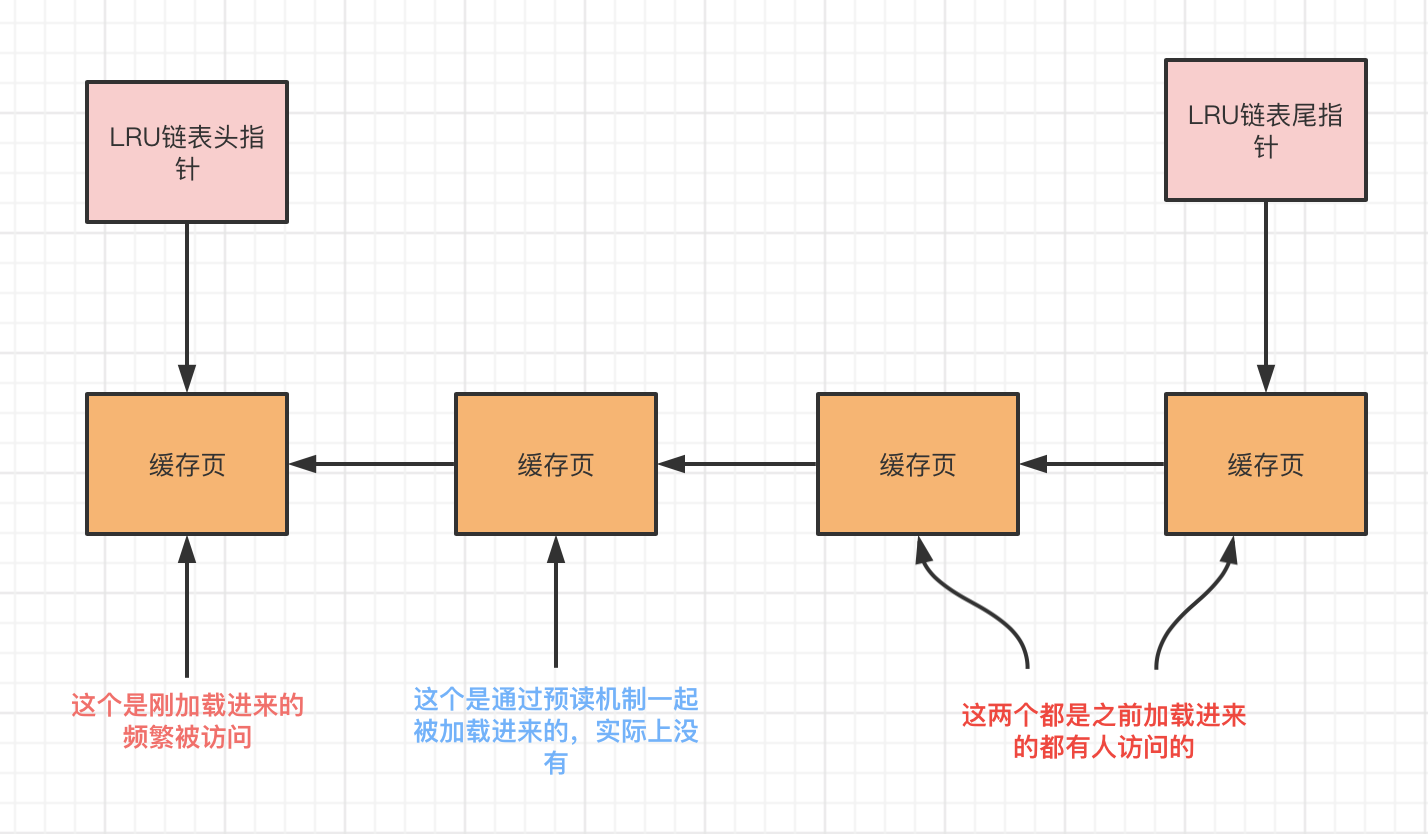 LRU链表头指
针
LRU链表尾指
针
缓存页
缓存页
缓存页
缓存页
这个是刚加载进来的
频繁被访问
这个是通过预读机制一起
被加载进来的，实际上没
有
这两个都是之前加载进来
的都有人访问的